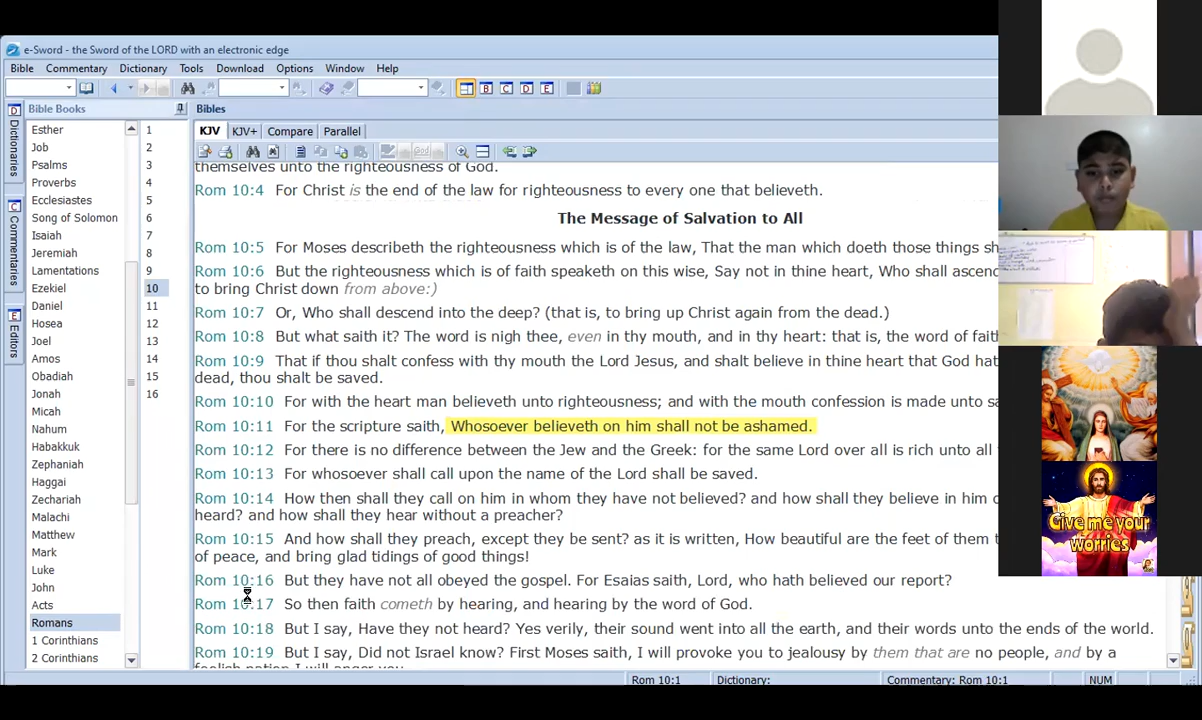 e-Sword - the Sword of the LORD with an electronic edge
Bible Commentary Dictionary Tools Download Options Window Help
B C D E
Bible Books
Bibles
KJV KJV+ Compare Parallel
Dictionaries
Commentaries
Editors
Esther
Job
Psalms
Proverbs
Ecclesiastes
Song of Solomon
Isaiah
Jeremiah
Lamentations
Ezekiel
Daniel
Hosea
Joel
Amos
Obadiah
Jonah
Micah
Nahum
Habakkuk
Zephaniah
Haggai
Zechariah
Malachi
Matthew
Mark
Luke
John
Acts
Romans
1 Corinthians
2 Corinthians
1
2
3
4
5
6
7
8
9
10
11
12
13
14
15
16
themselves unto the righteousness of God.
Rom 10:4 For Christ is the end of the law for righteousness to every one that believeth.
The Message of Salvation to All
Rom 10:5 For Moses describeth the righteousness which is of the law, That the man which doeth those things sh
Rom 10:6 But the righteousness which is of faith speaketh on this wise, Say not in thine heart, Who shall ascen
to bring Christ down from above:)
Rom 10:7 Or, Who shall descend into the deep? (that is, to bring up Christ again from the dead.)
Rom 10:8 But what saith it? The word is nigh thee, even in thy mouth, and in thy heart: that is, the word of faith
Rom 10:9 That if thou shalt confess with thy mouth the Lord Jesus, and shalt believe in thine heart that God hat
dead, thou shalt be saved.
Rom 10:10 For with the heart man believeth unto righteousness; and with the mouth confession is made unto sa
Rom 10:11 For the scripture saith, Whosoever believeth on him shall not be ashamed.
Rom 10:12 For there is no difference between the Jew and the Greek: for the same Lord over all is rich unto all
Rom 10:13 For whosoever shall call upon the name of the Lord shall be saved.
Rom 10:14 How then shall they call on him in whom they have not believed? and how shall they believe in him o
heard? and how shall they hear without a preacher?
Rom 10:15 And how shall they preach, except they be sent? as it is written, How beautiful are the feet of them t
of peace, and bring glad tidings of good things!
Rom 10:16 But they have not all obeyed the gospel. For Esaias saith, Lord, who hath believed our report?
Rom 10:17 So then faith cometh by hearing, and hearing by the word of God.
Rom 10:18 But I say, Have they not heard? Yes verily, their sound went into all the earth, and their words unto the ends of the world.
Rom 10:19 But I say, Did not Israel know? First Moses saith, I will provoke you to jealousy by them that are no people, and by a
foolish nation I will anger you.
Rom 10:1 Dictionary: Commentary: Rom 10:1 NUM
Give me your
worries